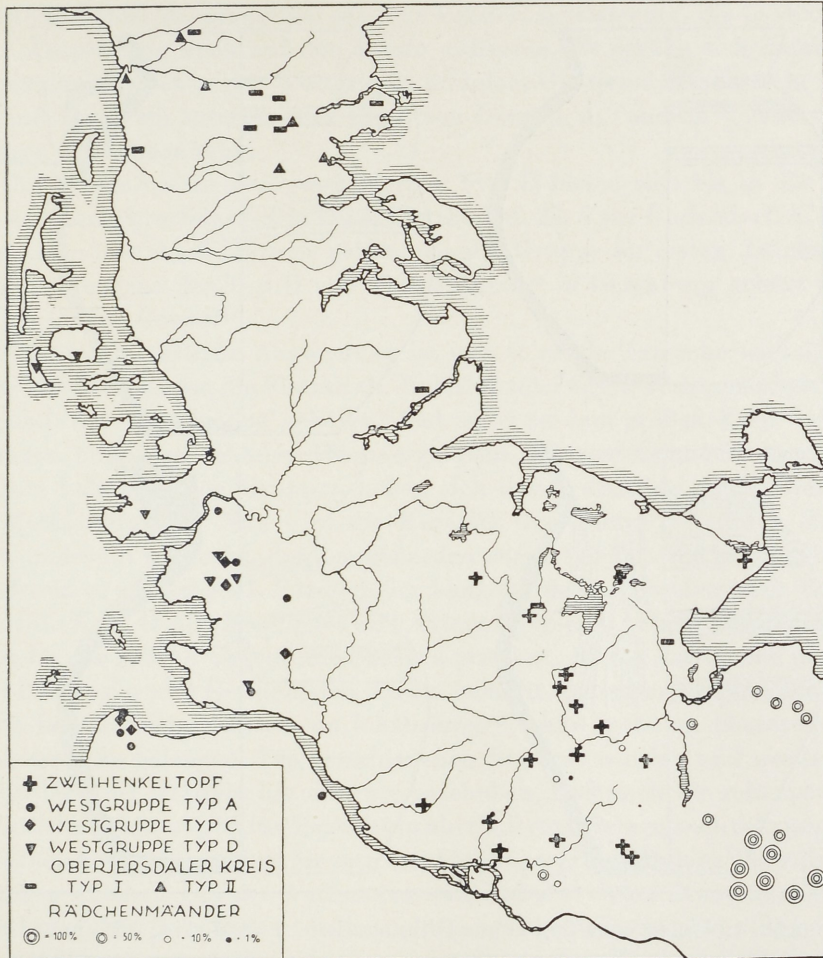 ZWEIHENKELTOPF
WESTGRUPPE TYP A
WESTGRUPPE TYP C
WESTGRUPPE TYP D
OBERJERSDALER KREIS
TYP I TYP II
RÄDCHENMÄANDER
= 100% = 50% = 10% = 1%